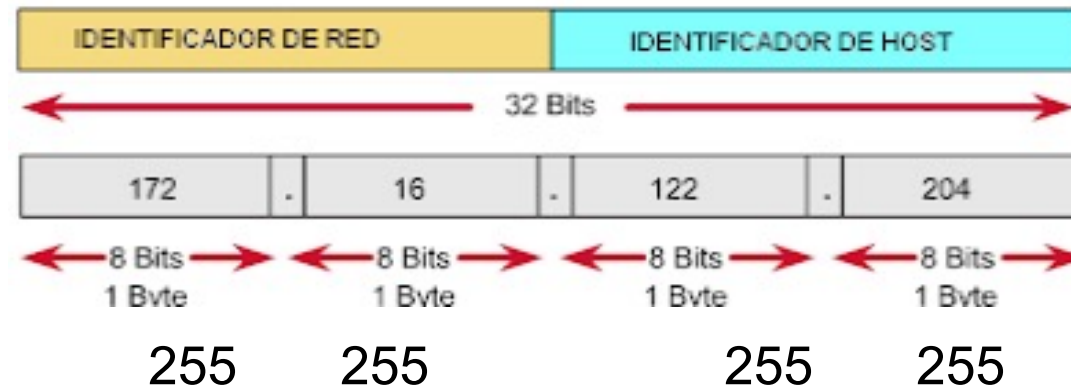 IDENTIFICADOR DE RED IDENTIFICADOR DE HOST
32 Bits
172 . 16 . 122 . 204
8 Bits 8 Bits 8 Bits 8 Bits
1 Byte 1 Byte 1 Byte 1 Byte
255 255 255 255